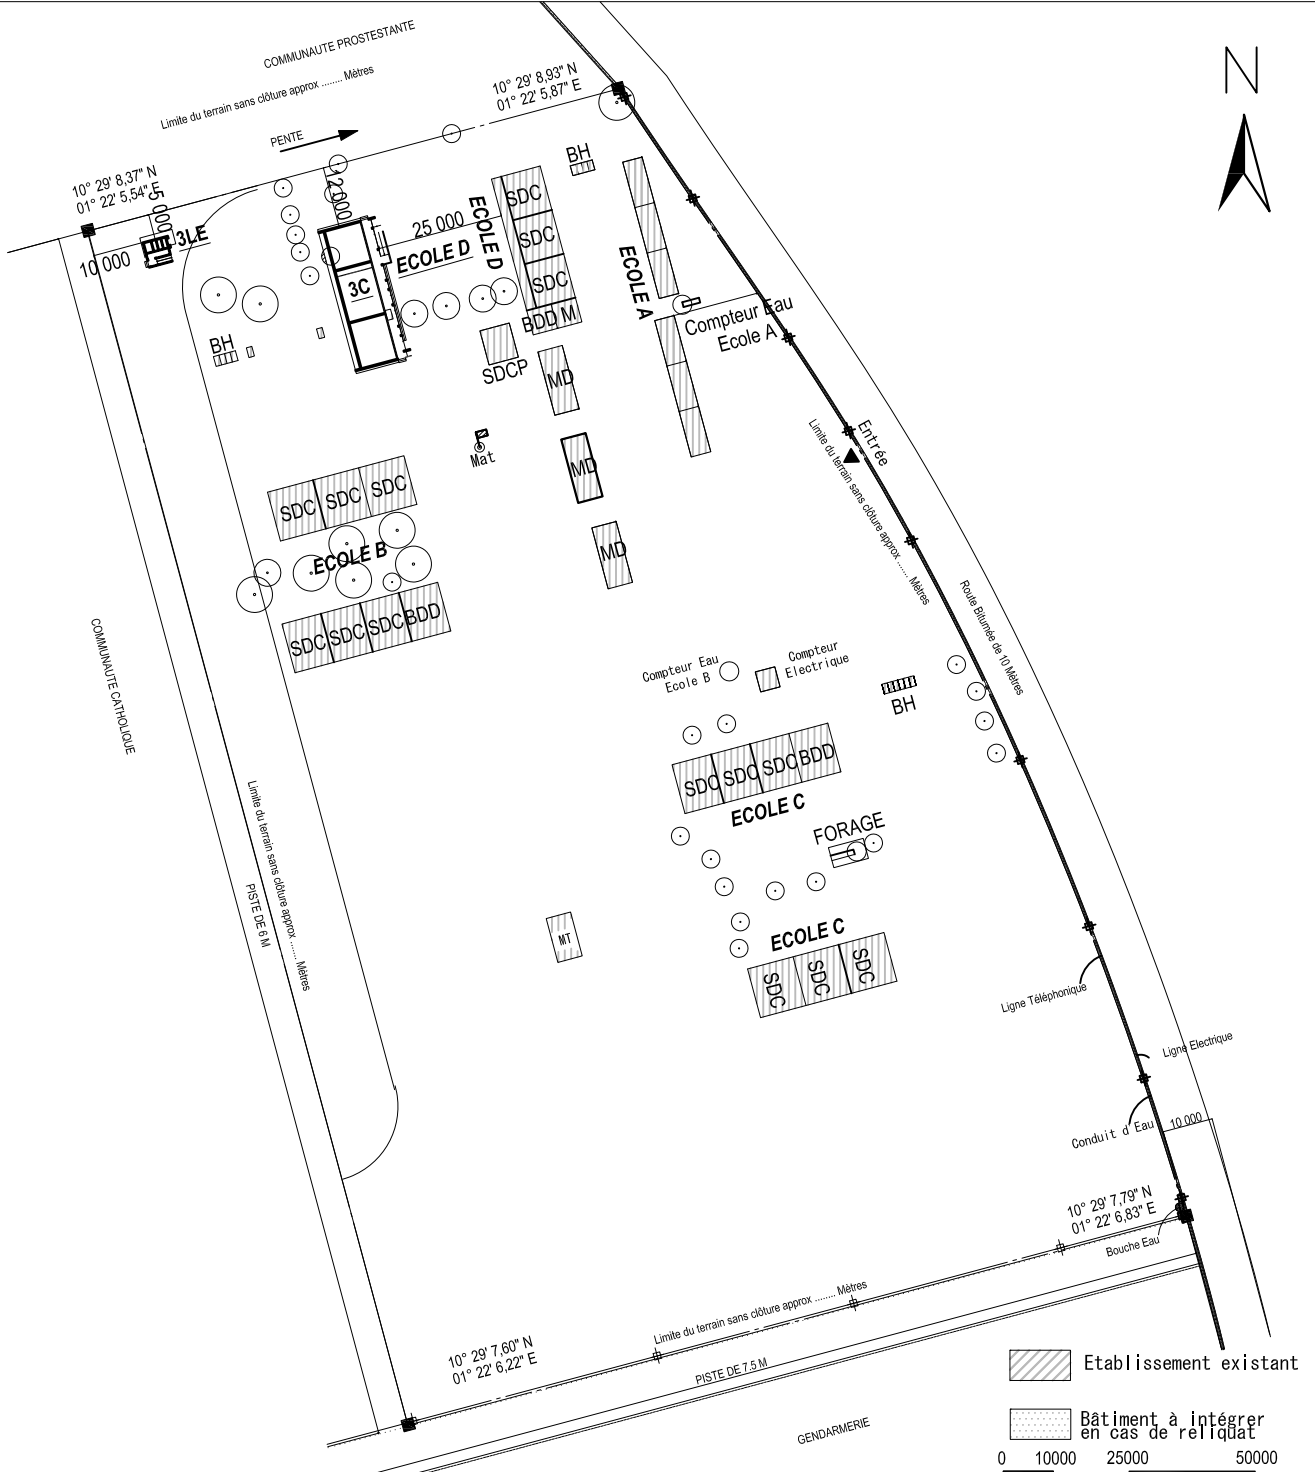 COMMUNAUTE PROSTESTANTE
Limite du terrain sans clôture approx ........ Mètres
PENTE
10° 29' 8,93" N
01° 22' 5,87" E
N
10° 29' 8,37" N
01° 22' 5,54" E
5 000
10 000
3LE
12 000
25 000
3C
ECOLE D
ECOLE D
BH
SDC
SDC
SDC
BDD M
ECOLE A
Compteur Eau
Ecole A
BH
SDCP
MD
MD
MD
Mat
Entrée
Limite du terrain sans clôture approx ........ Mètres
SDC
SDC
SDC
ECOLE B
SDC
SDC
SDC
BDD
COMMUNAUTE CATHOLIQUE
Route Bitumée de 10 Mètres
Compteur Eau
Ecole B
Compteur
Electrique
BH
SDC
SDC
SDC
BDD
ECOLE C
FORAGE
Limite du terrain sans clôture approx ........ Mètres
PISTE DE 6 M
MT
ECOLE C
SDC
SDC
SDC
Ligne Téléphonique
Ligne Electrique
Conduit d'Eau
10 000
10° 29' 7,79" N
01° 22' 6,83" E
Bouche Eau
Limite du terrain sans clôture approx ........ Mètres
10° 29' 7,60" N
01° 22' 6,22" E
PISTE DE 7.5 M
GENDARMERIE
Etablissement existant
Bâtiment à intégrer
en cas de reliquat
0 10000 25000 50000